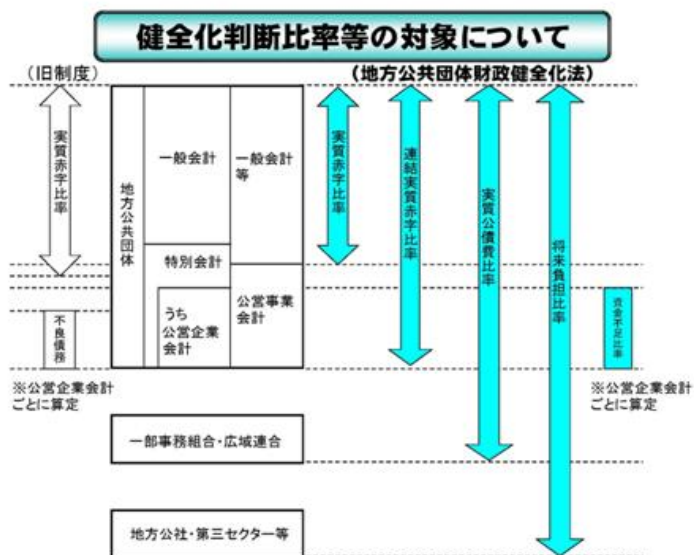 健全化判断比率等の対象について
（旧制度）
（地方公共団体財政健全化法）
実質赤字比率
不良債務
※公営企業会計
ごとに算定
地方公共団体
一般会計
特別会計
うち
公営企業
会計
一般会計
等
公営事業
会計
実質赤字比率
連結実質赤字比率
実質公債費比率
将来負担比率
資金不足比率
※公営企業会計
ごとに算定
一部事務組合・広域連合
地方公社・第三セクター等